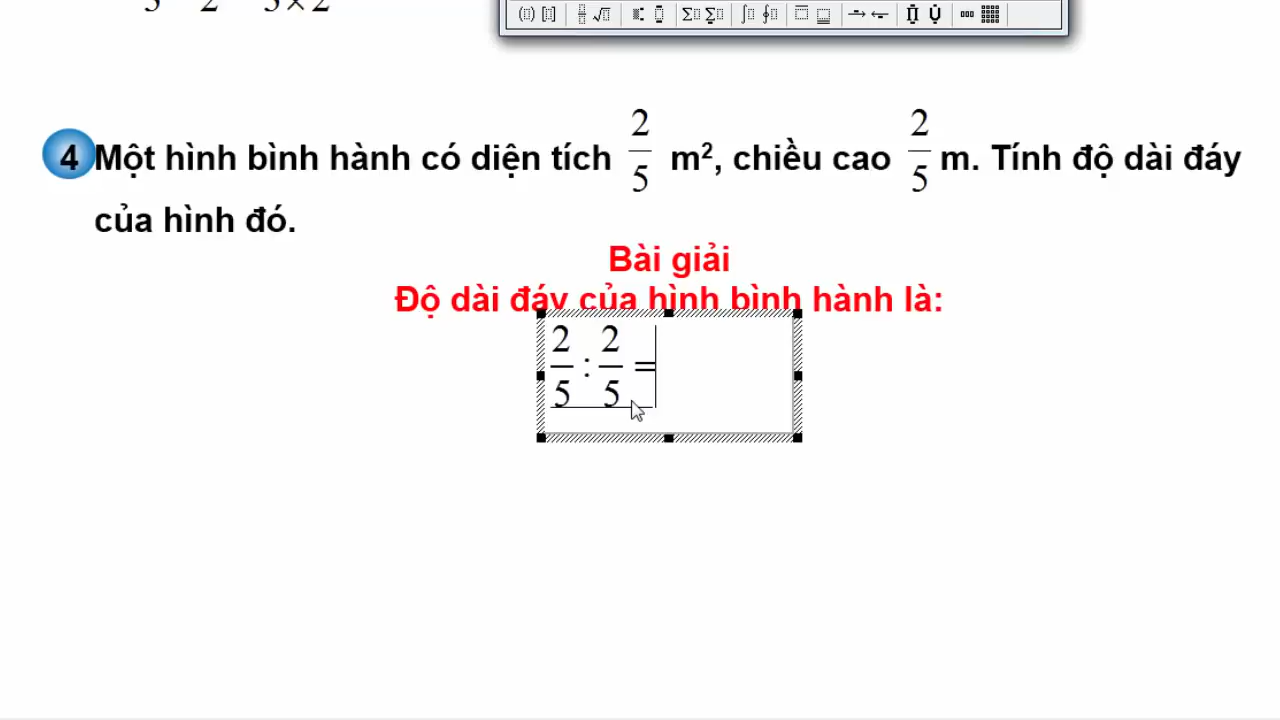 4 Một hình bình hành có diện tích 2/5 m², chiều cao 2/5 m. Tính độ dài đáy
của hình đó.
Bài giải
Độ dài đáy của hình bình hành là:
2/5 : 2/5 =